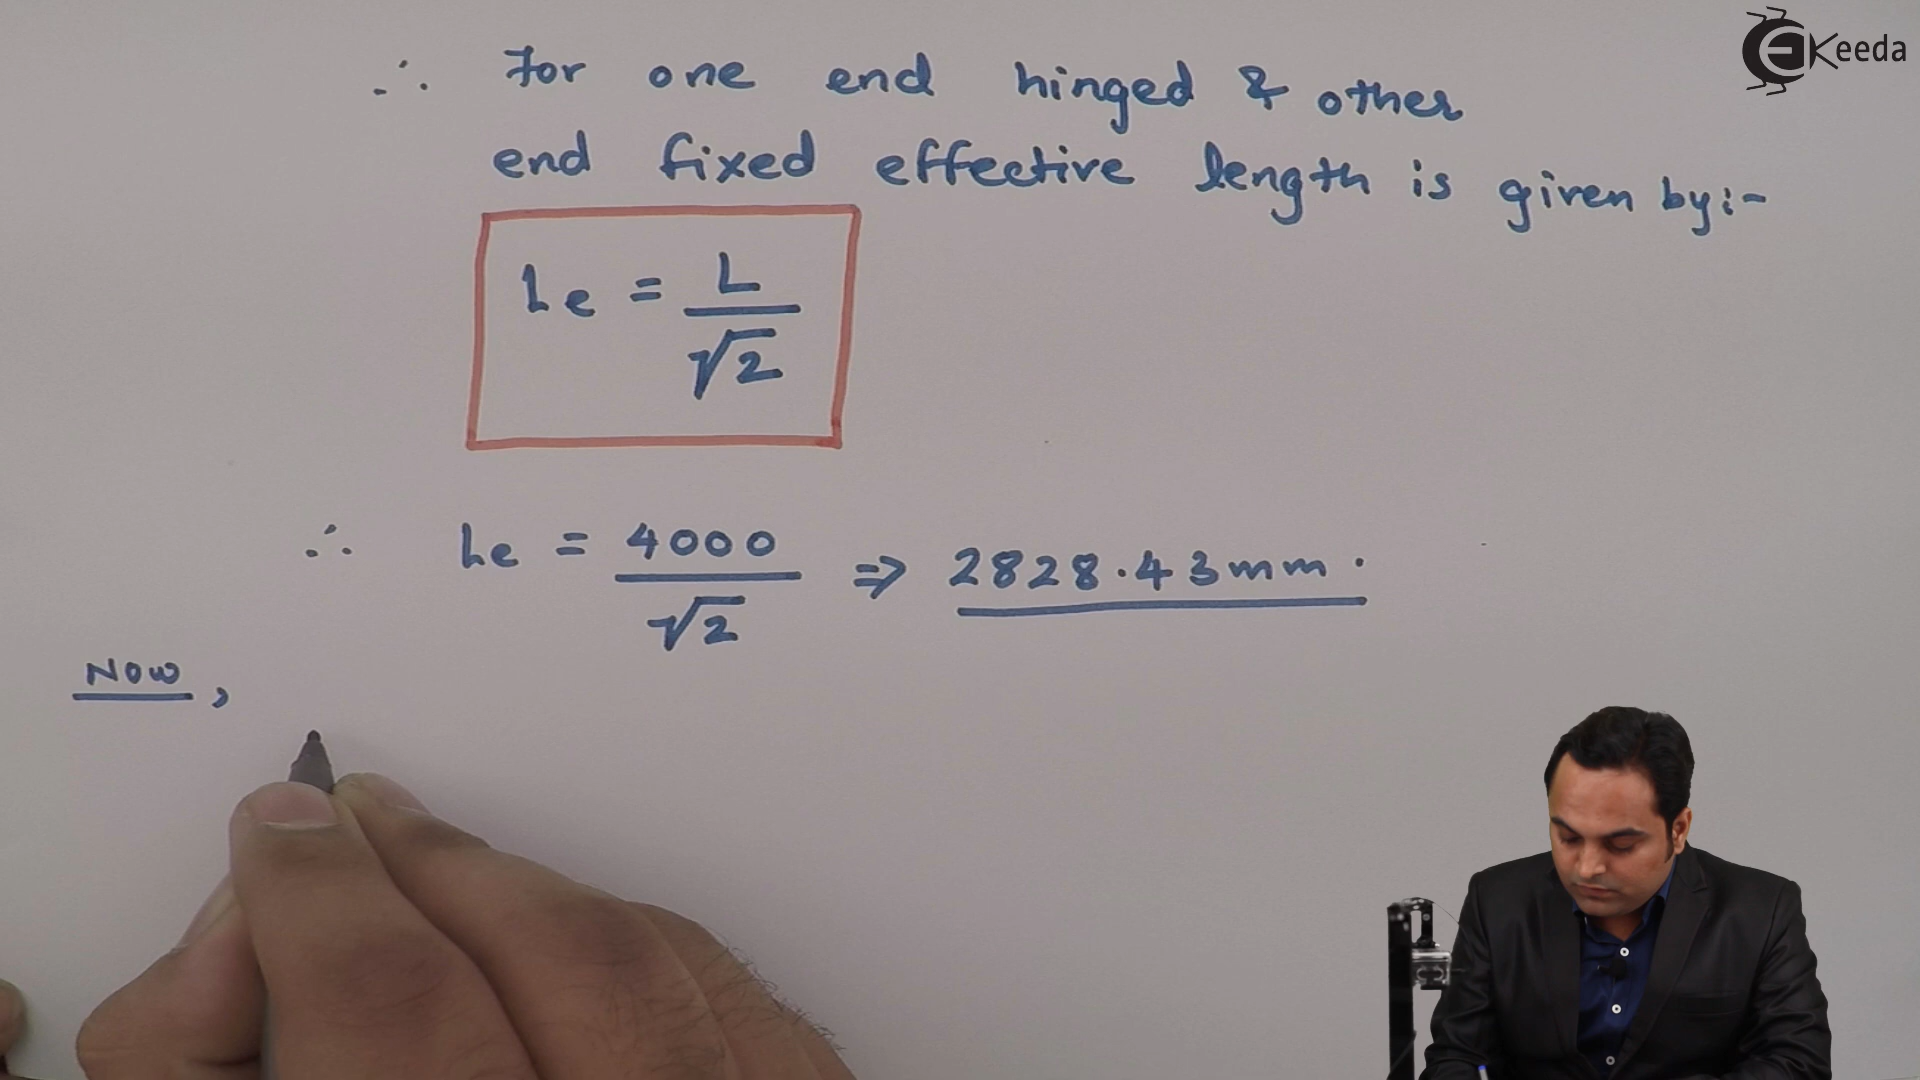 Keeda
∴ For one end hinged & other
end fixed effective length is given by:-
Le = L/√2
∴ Le = 4000/√2 ⇒ 2828.43mm.
Now,